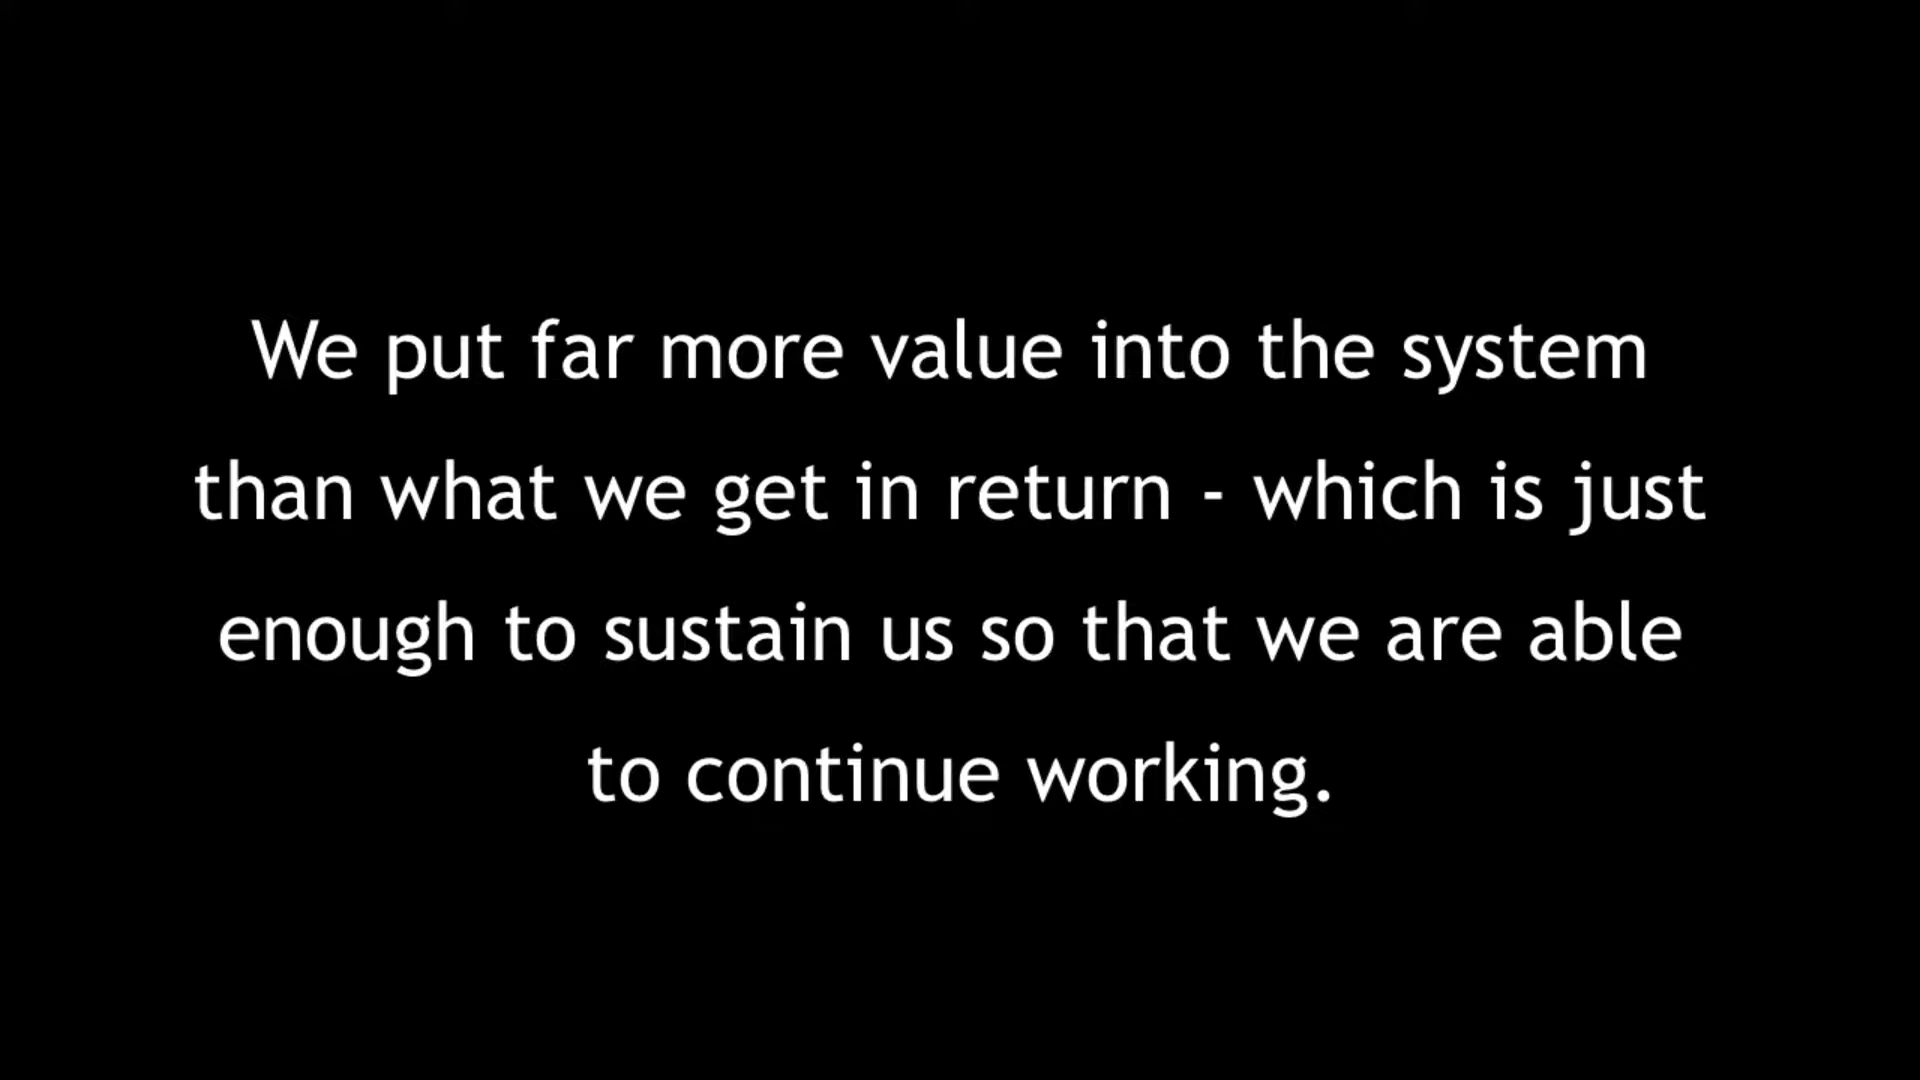 We put far more value into the system
than what we get in return - which is just
enough to sustain us so that we are able
to continue working.